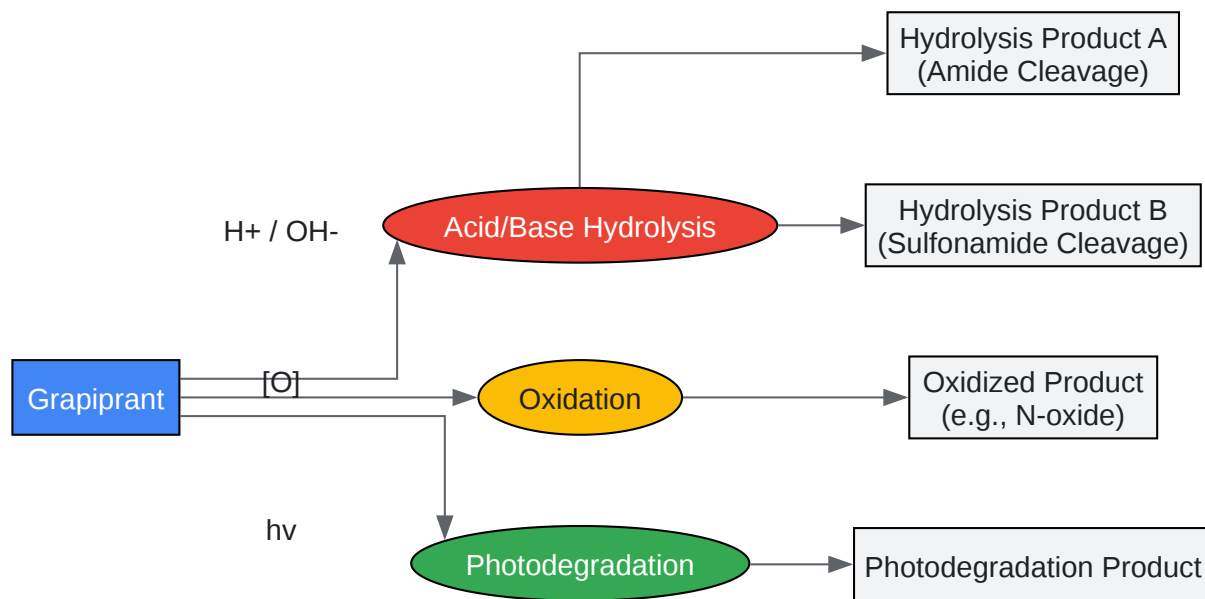 Hydrolysis Product A
(Amide Cleavage)
H+ / OH-
Acid/Base Hydrolysis
Hydrolysis Product B
(Sulfonamide Cleavage)
Grapiprant
[O]
Oxidation
Oxidized Product
(e.g., N-oxide)
hv
Photodegradation
Photodegradation Product